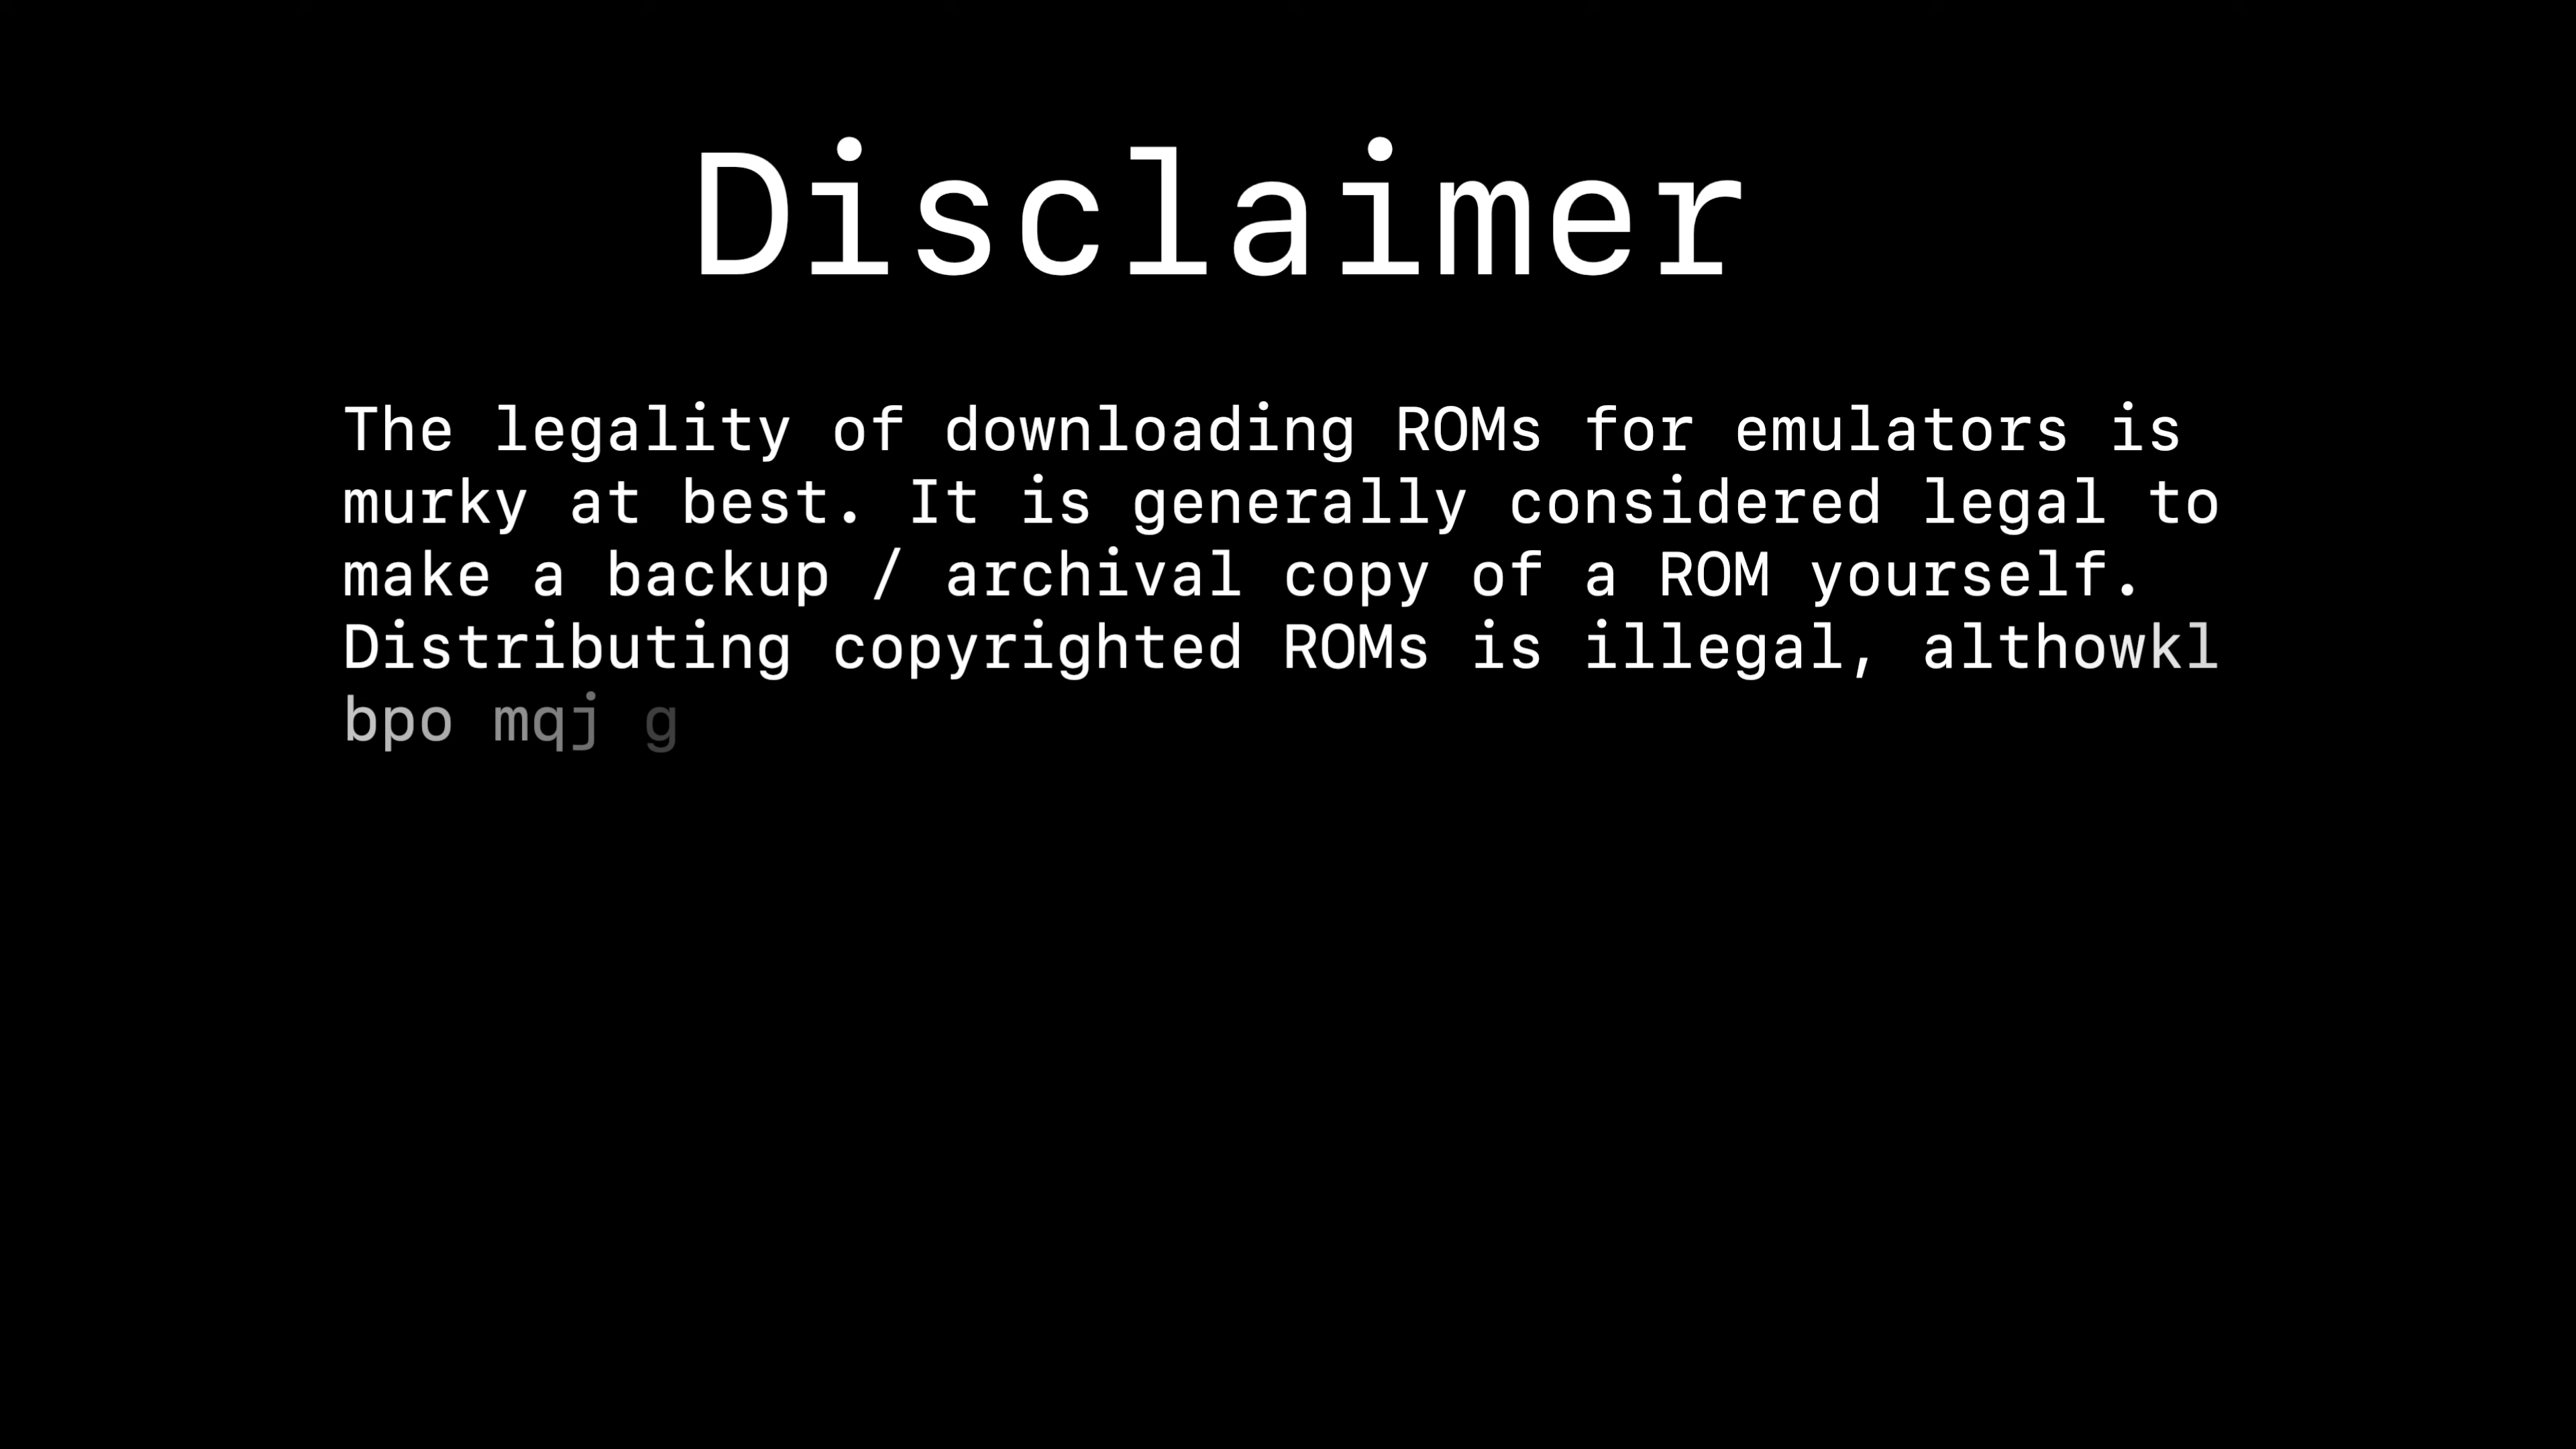 Disclaimer
The legality of downloading ROMs for emulators is
murky at best. It is generally considered legal to
make a backup / archival copy of a ROM yourself.
Distributing copyrighted ROMs is illegal, althowkl
bpo mqj g